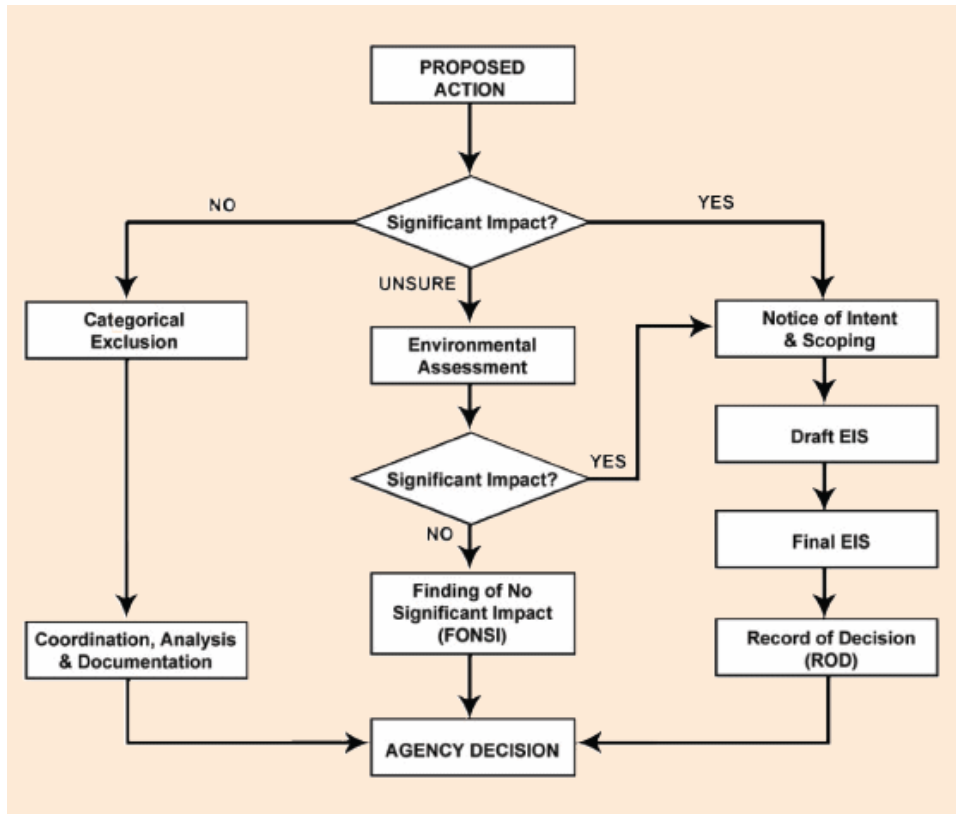 PROPOSED
ACTION
NO
Significant Impact?
YES
UNSURE
Categorical
Exclusion
Environmental
Assessment
Notice of Intent
& Scoping
Draft EIS
Significant Impact?
YES
NO
Final EIS
Finding of No
Significant Impact
(FONSI)
Coordination, Analysis
& Documentation
Record of Decision
(ROD)
AGENCY DECISION